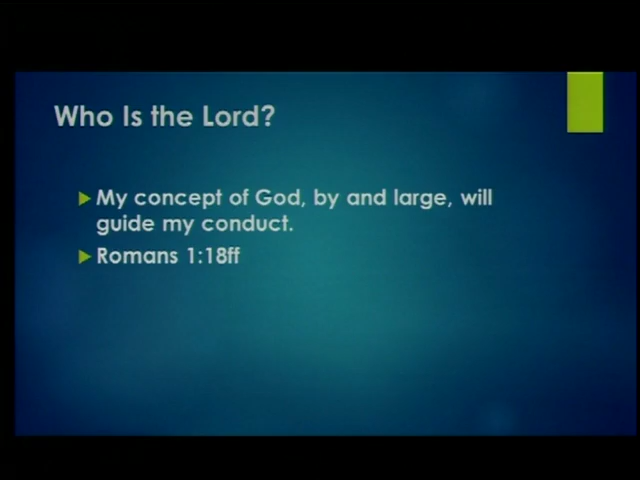 Who Is the Lord?
My concept of God, by and large, will
guide my conduct.
Romans 1:18ff